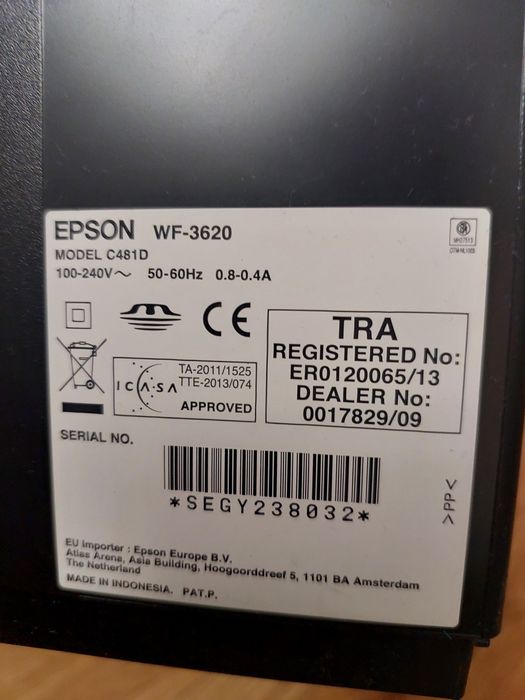 EPSON WF-3620
MODEL C481D
100-240V～ 50-60Hz 0.8-0.4A
CE
TRA
REGISTERED No:
ER0120065/13
DEALER No:
0017829/09
ICASA
TA-2011/1525
TTE-2013/074
APPROVED
SERIAL NO.
*SEGY238032*
>PP<
EU Importer : Epson Europe B.V.
Atlas Arena, Asia Building, Hoogoorddreef 5, 1101 BA Amsterdam
The Netherland
MADE IN INDONESIA. PAT.P.